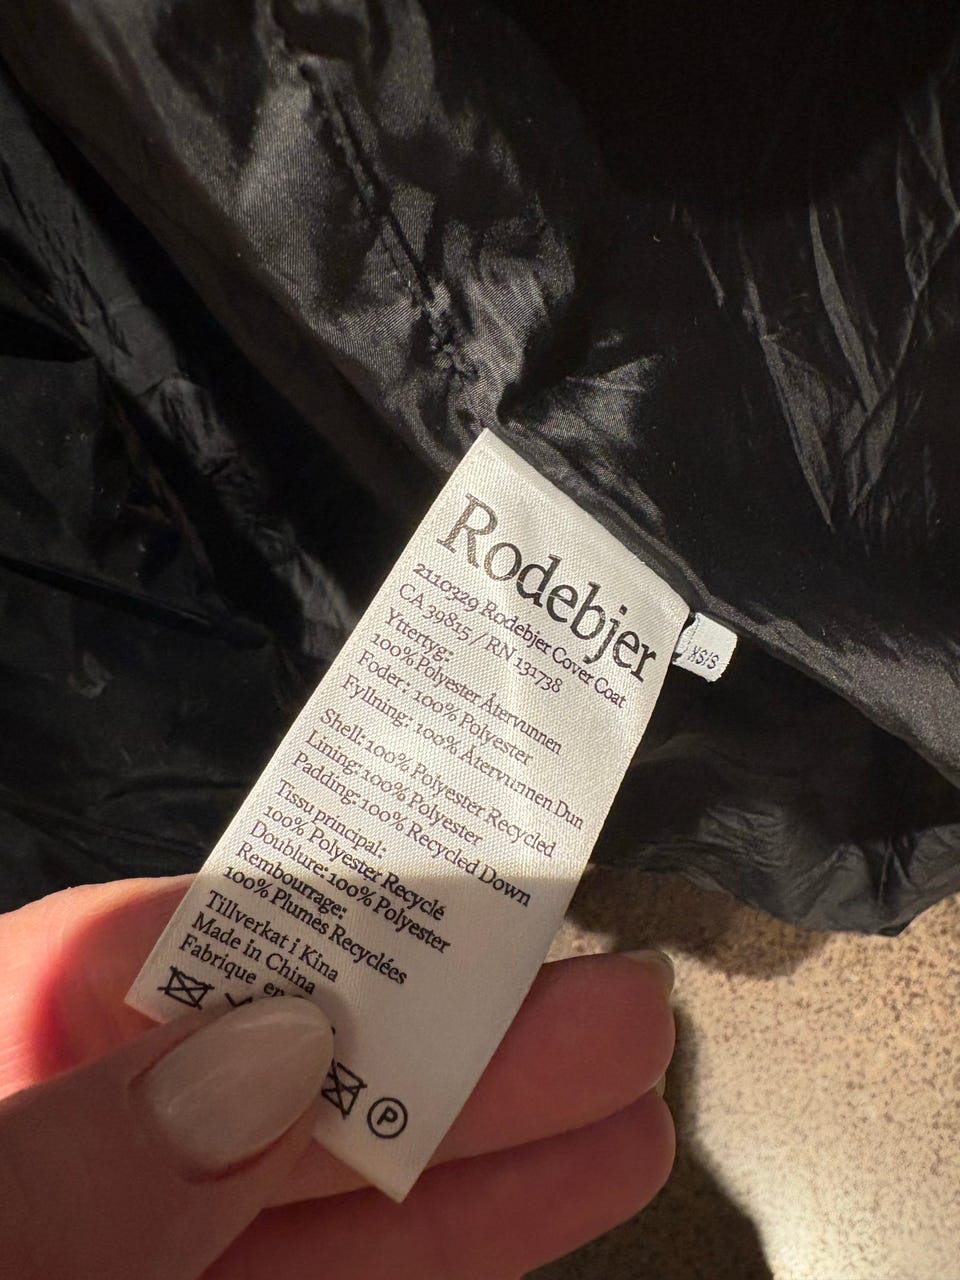 Rodebjer
2110329 Rodebjer Cover Coat
CA 39815 / RN 131738
Yttertyg:
100% Polyester Återvunnen
Foder: 100% Polyester
Fyllning: 100% Återvunnen Dun
Shell: 100% Polyester Recycled
Lining: 100% Polyester
Padding: 100% Recycled Down
Tissu principal:
100% Polyester Recyclé
Doublure: 100% Polyester
Rembourrage:
100% Plumes Recyclées
Tillverkat i Kina
Made in China
Fabrique en
P
XS/S